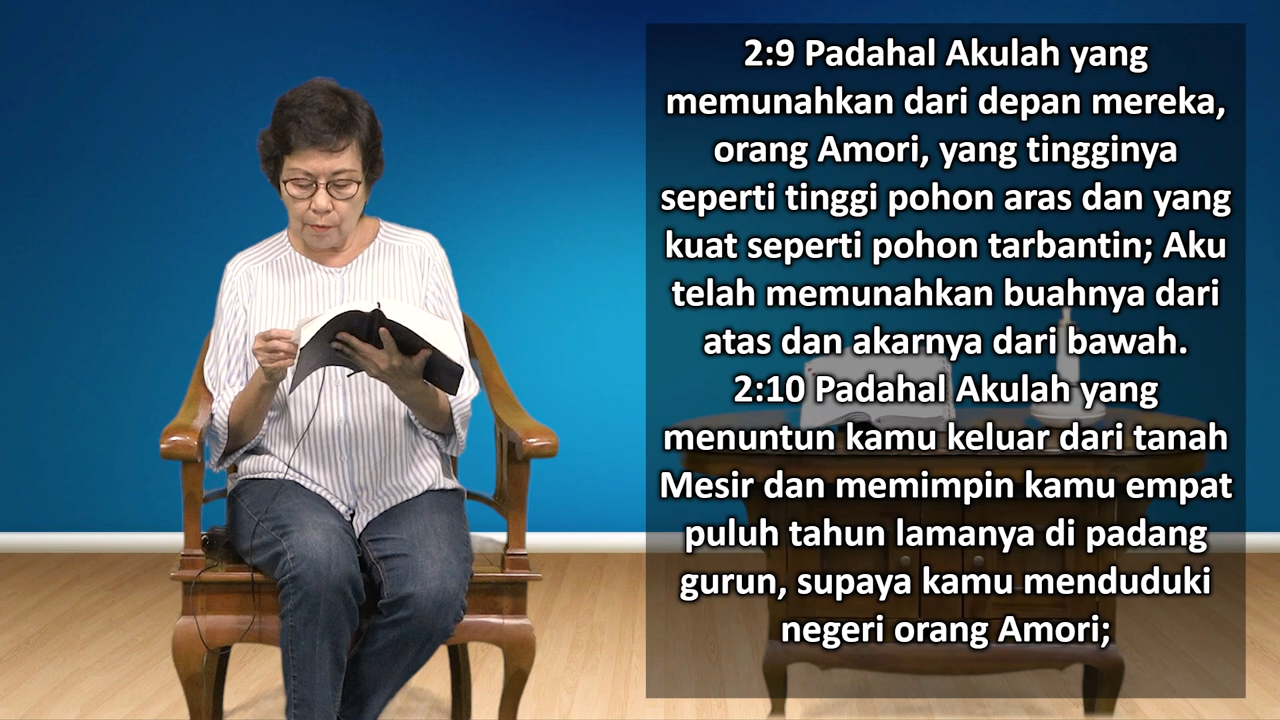 2:9 Padahal Akulah yang
memunahkan dari depan mereka,
orang Amori, yang tingginya
seperti tinggi pohon aras dan yang
kuat seperti pohon tarbantin; Aku
telah memunahkan buahnya dari
atas dan akarnya dari bawah.
2:10 Padahal Akulah yang
menuntun kamu keluar dari tanah
Mesir dan memimpin kamu empat
puluh tahun lamanya di padang
gurun, supaya kamu menduduki
negeri orang Amori;